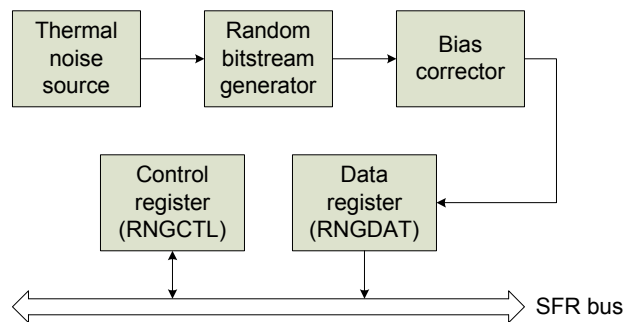 Thermal
noise
source
Random
bitstream
generator
Bias
corrector
Control
register
(RNGCTL)
Data
register
(RNGDAT)
SFR bus